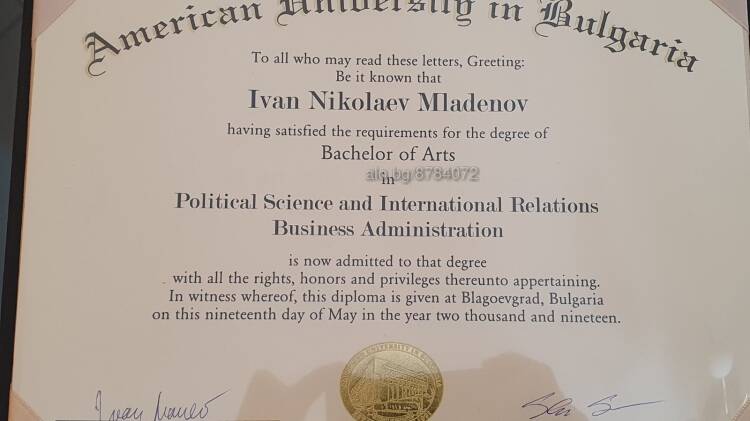 American University in Bulgaria
To all who may read these letters, Greeting:
Be it known that
Ivan Nikolaev Mladenov
having satisfied the requirements for the degree of
Bachelor of Arts
alo.bg/8784072
in
Political Science and International Relations
Business Administration
is now admitted to that degree
with all the rights, honors and privileges thereunto appertaining.
In witness whereof, this diploma is given at Blagoevgrad, Bulgaria
on this nineteenth day of May in the year two thousand and nineteen.